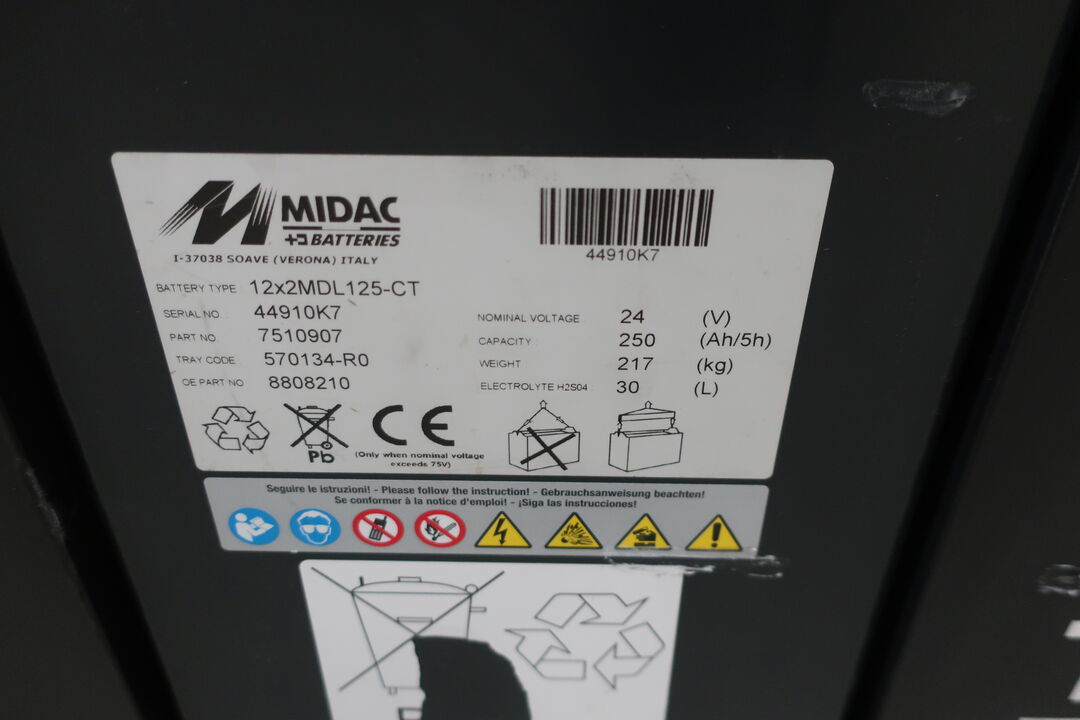 MIDAC
BATTERIES
I-37038 SOAVE (VERONA) ITALY
44910K7
BATTERY TYPE 12x2MDL125-CT
SERIAL NO. 44910K7
PART NO. 7510907
TRAY CODE 570134-R0
OE PART NO 8808210
NOMINAL VOLTAGE 24 (V)
CAPACITY 250 (Ah/5h)
WEIGHT 217 (kg)
ELECTROLYTE H2S04 30 (L)
Pb
CE
(Only when nominal voltage
exceeds 75V)
Seguire le istruzioni! - Please follow the instruction! - Gebrauchsanweisung beachten!
Se conformer à la notice d'emploi! - ¡Siga las instrucciones!